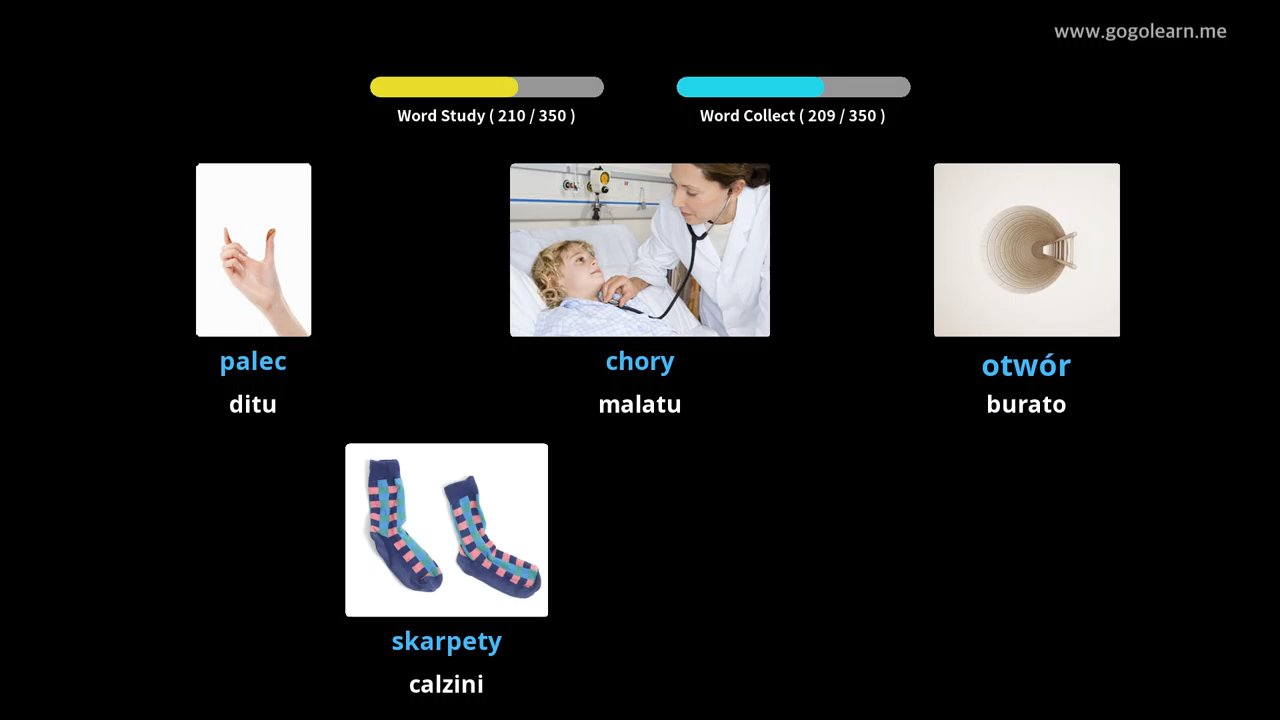 www.gogolearn.me
Word Study ( 210 / 350 )
Word Collect ( 209 / 350 )
palec
chory
otwór
ditu
malatu
burato
skarpety
calzini